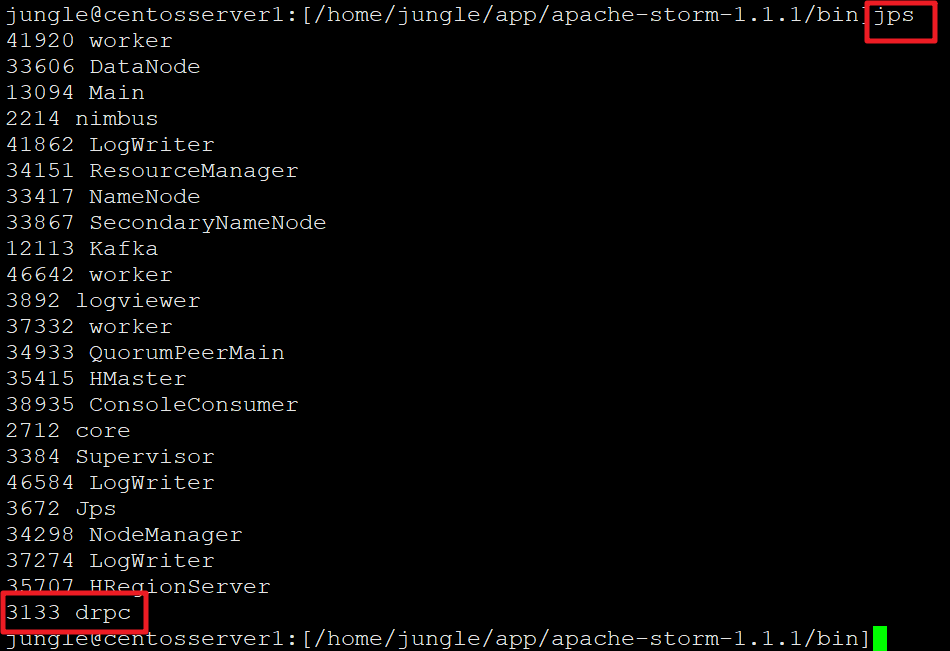 jungle@centosserver1:[/home/jungle/app/apache-storm-1.1.1/bin]jps
41920 worker
33606 DataNode
13094 Main
2214 nimbus
41862 LogWriter
34151 ResourceManager
33417 NameNode
33867 SecondaryNameNode
12113 Kafka
46642 worker
3892 logviewer
37332 worker
34933 QuorumPeerMain
35415 HMaster
38935 ConsoleConsumer
2712 core
3384 Supervisor
46584 LogWriter
3672 Jps
34298 NodeManager
37274 LogWriter
35707 HRegionServer
3133 drpc
jungle@centosserver1:[/home/jungle/app/apache-storm-1.1.1/bin]